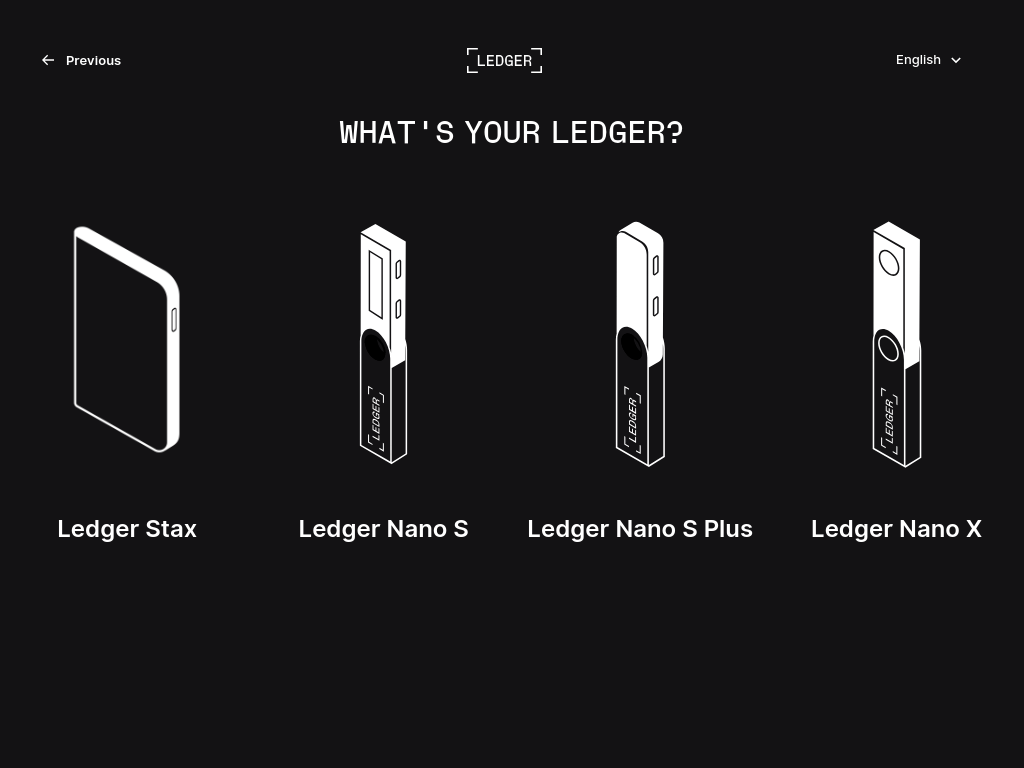 Previous
LEDGER
English
WHAT'S YOUR LEDGER?
LEDGER
LEDGER
LEDGER
Ledger Stax
Ledger Nano S
Ledger Nano S Plus
Ledger Nano X